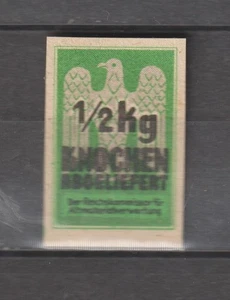 1/2 Kg
KNOCHEN
ABGELIEFERT
Der Reichskommissar für
Altmaterialverwertung